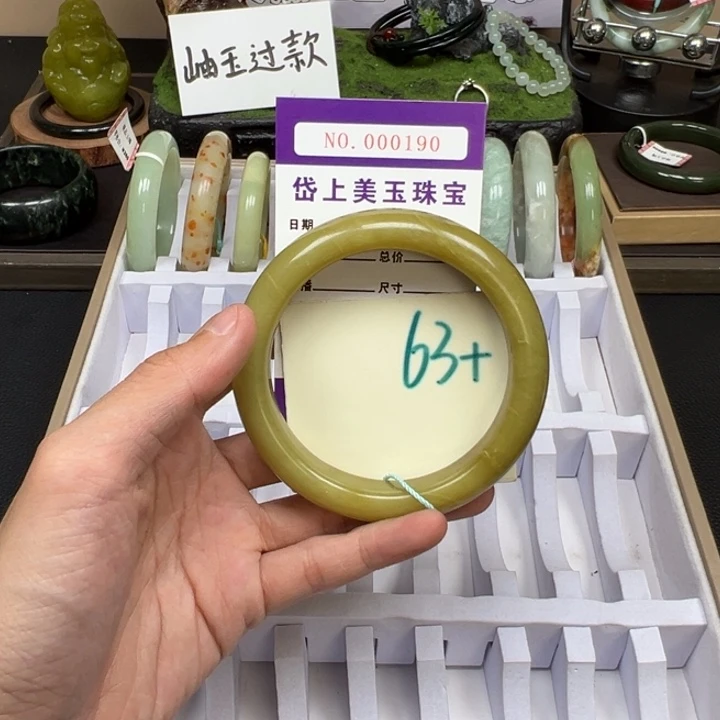 岫玉过款
NO.000190
岱上美玉珠宝
日期
总价
播
尺寸
63+